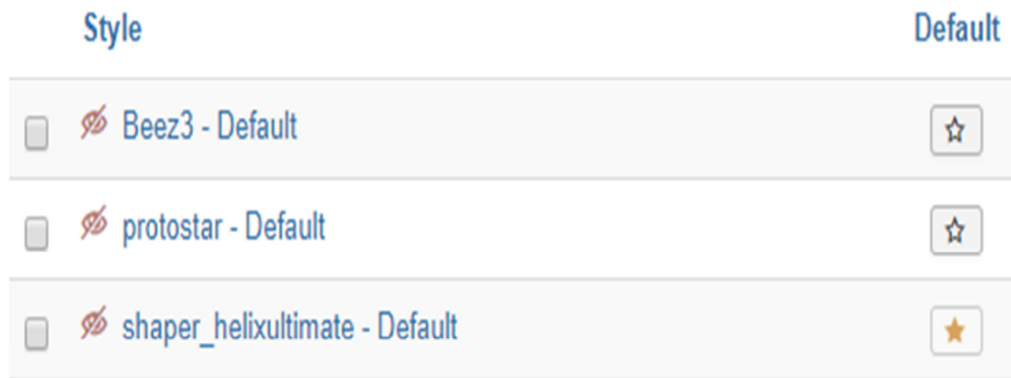 Style Default
Beez3 - Default
protostar - Default
shaper_helixultimate - Default